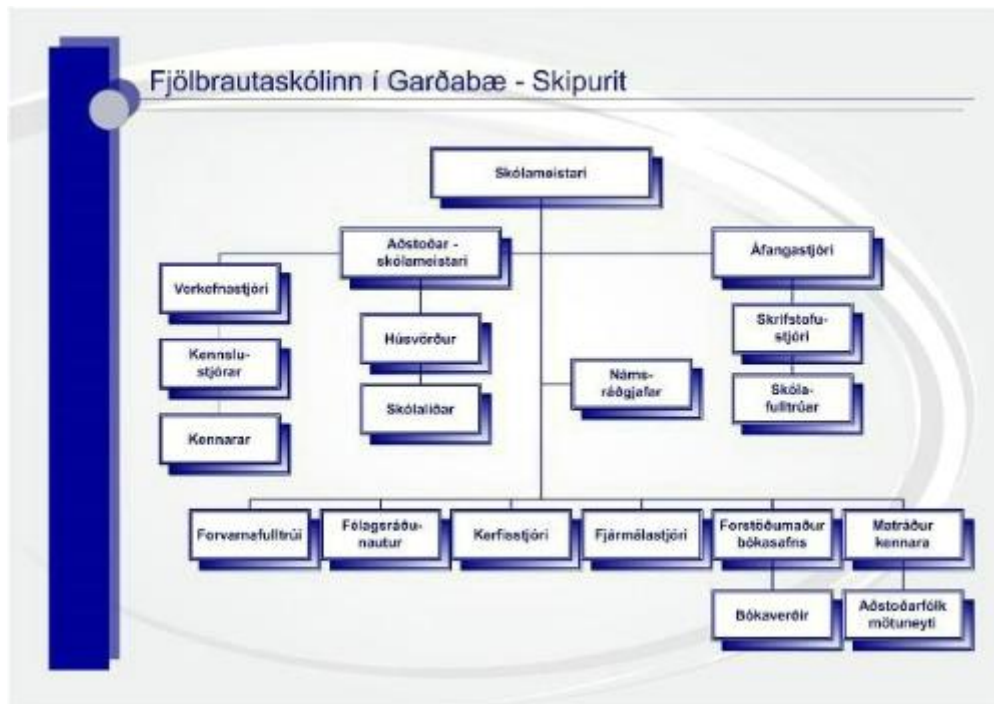 Fjölbrautaskólinn í Garðabæ - Skipurit
Skólameistari
Aðstoðar -
skólameistari
Áfangastjóri
Verkefnastjóri
Húsvörður
Skrifstofu-
stjóri
Kennslu-
stjórar
Náms-
ráðgjafar
Skólaliðar
Skóla-
fulltrúar
Kennarar
Forvarnafulltrúi
Félagsráðu-
nautur
Kerfisstjóri
Fjármálastjóri
Forstöðumaður
bókasafns
Matráður
kennara
Bókaverðir
Aðstoðarfólk
mötuneyti